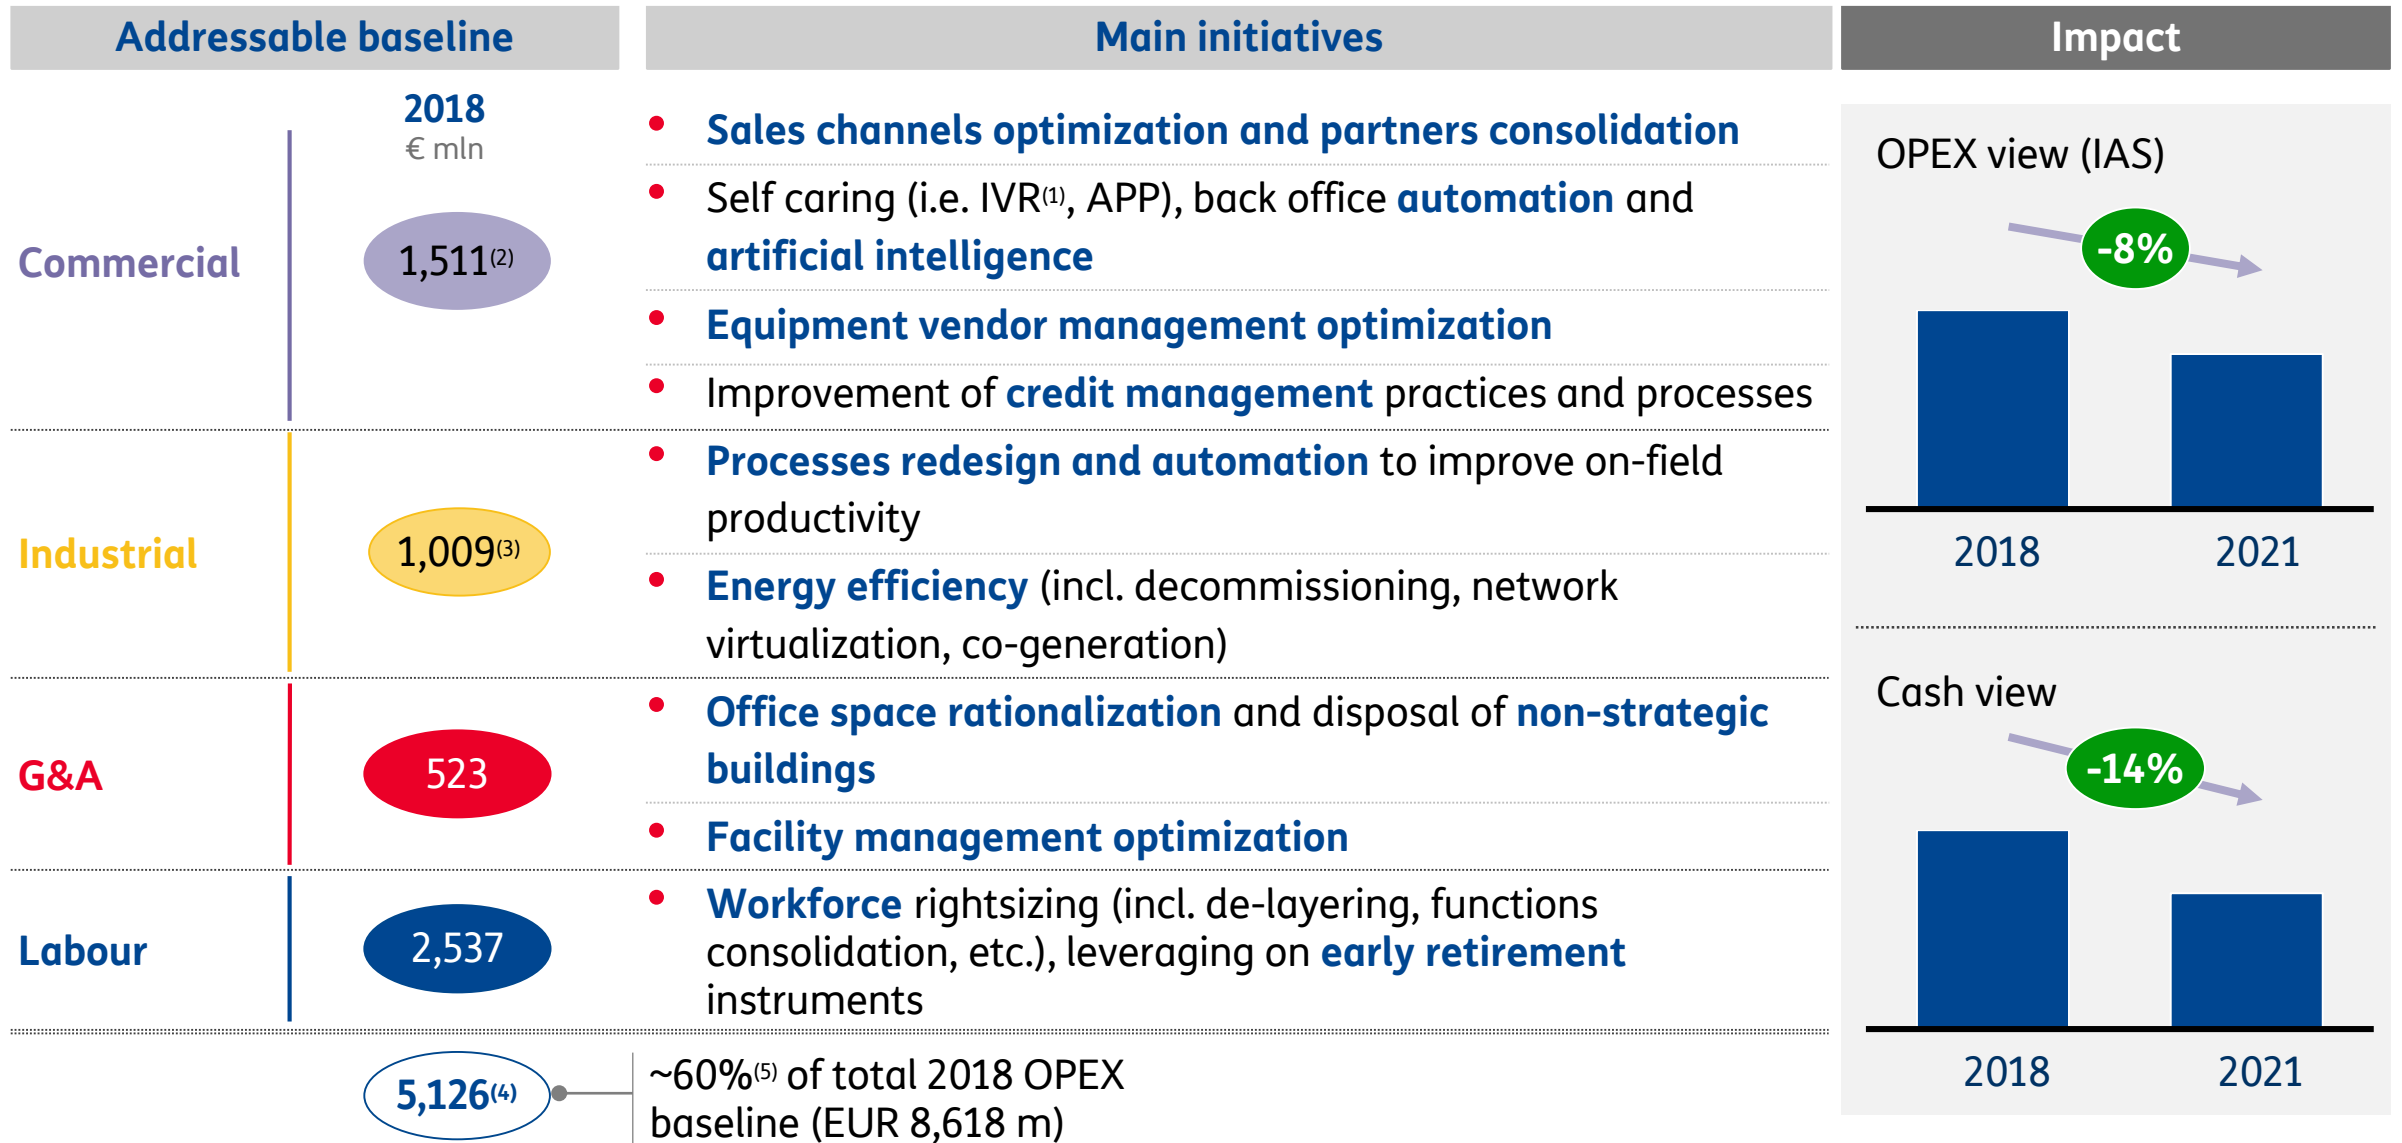 Addressable baseline
Main initiatives
Impact
2018
€ mln
Commercial
1,511(2)
• Sales channels optimization and partners consolidation
• Self caring (i.e. IVR(1), APP), back office automation and
artificial intelligence
• Equipment vendor management optimization
• Improvement of credit management practices and processes
Industrial
1,009(3)
• Processes redesign and automation to improve on-field
productivity
• Energy efficiency (incl. decommissioning, network
virtualization, co-generation)
G&A
523
• Office space rationalization and disposal of non-strategic
buildings
• Facility management optimization
Labour
2,537
• Workforce rightsizing (incl. de-layering, functions
consolidation, etc.), leveraging on early retirement
instruments
5,126(4)
~60%(5) of total 2018 OPEX
baseline (EUR 8,618 m)
OPEX view (IAS)
-8%
2018
2021
Cash view
-14%
2018
2021